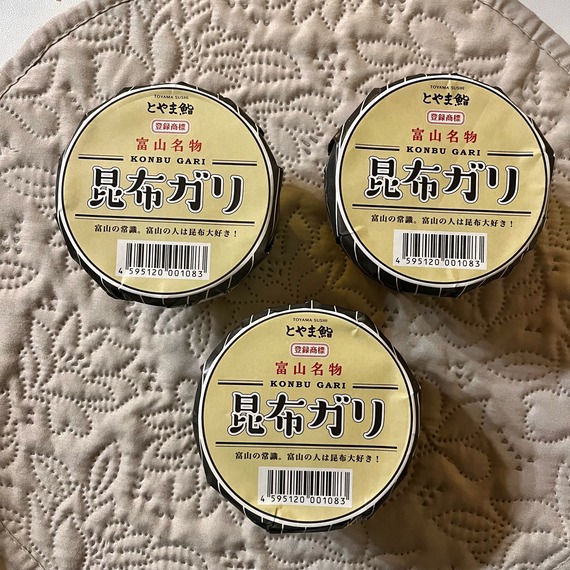 TOYAMA SUSHI
とやま鮨
登録商標
富山名物
KONBU GARI
昆布ガリ
富山の常識。富山の人は昆布大好き！
4 595120 001083
TOYAMA SUSHI
とやま鮨
登録商標
富山名物
KONBU GARI
昆布ガリ
富山の常識。富山の人は昆布大好き！
4 595120 001083
TOYAMA SUSHI
とやま鮨
登録商標
富山名物
KONBU GARI
昆布ガリ
富山の常識。富山の人は昆布大好き！
4 595120 001083